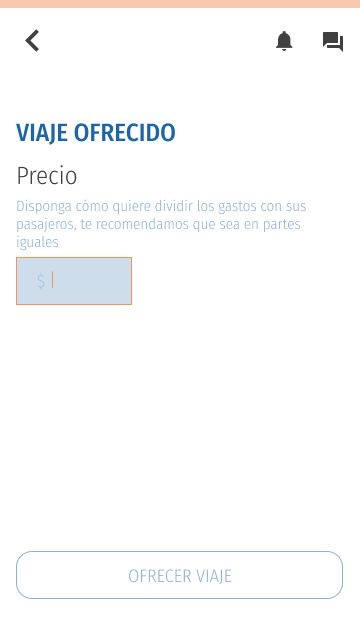 VIAJE OFRECIDO
Precio
Disponga cómo quiere dividir los gastos con sus
pasajeros, te recomendamos que sea en partes
iguales
$
OFRECER VIAJE